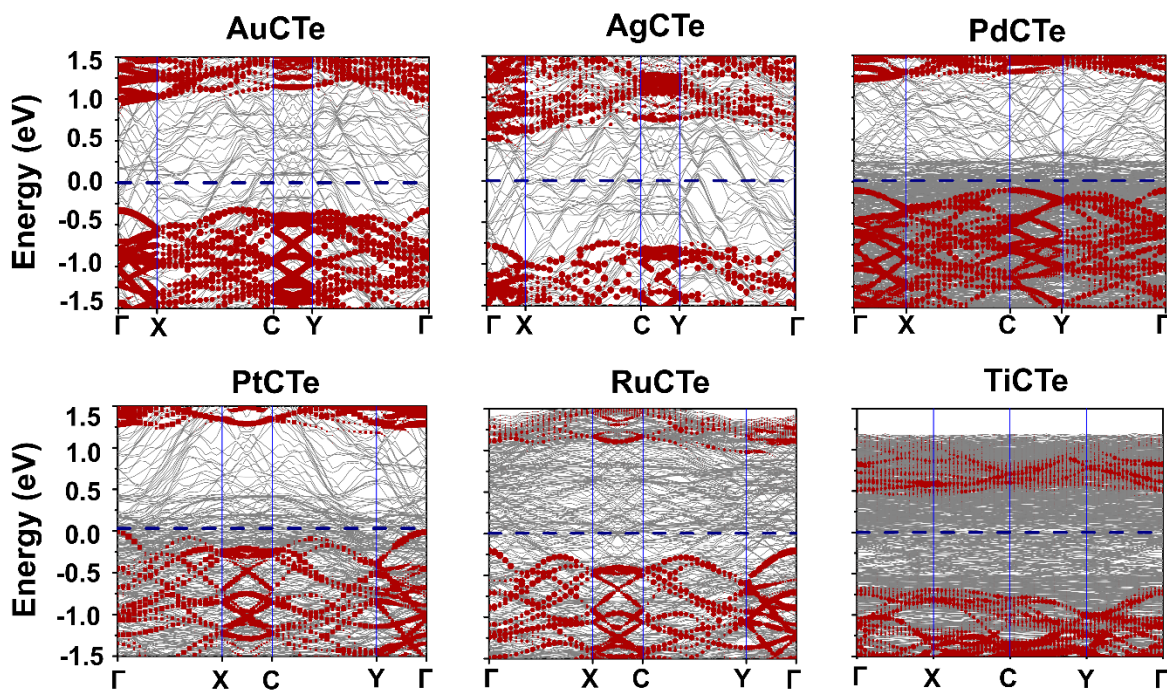 AuCTe
AgCTe
PdCTe
Energy (eV)
1.5
1.0
0.5
0.0
-0.5
-1.0
-1.5
Γ X C Y Γ
Γ X C Y Γ
Γ X C Y Γ
PtCTe
RuCTe
TiCTe
Energy (eV)
1.5
1.0
0.5
0.0
-0.5
-1.0
-1.5
Γ X C Y Γ
Γ X C Y Γ
Γ X C Y Γ